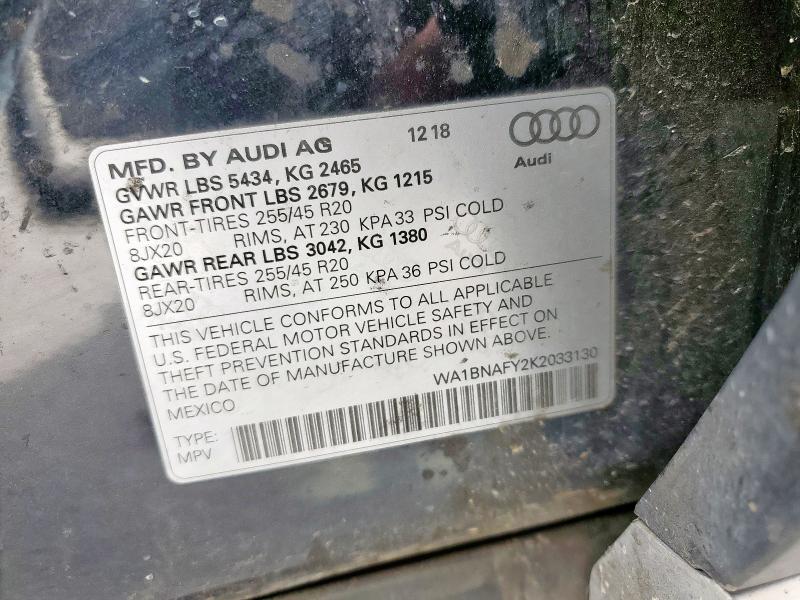 MFD. BY AUDI AG 12 18
Audi
GVWR LBS 5434, KG 2465
GAWR FRONT LBS 2679, KG 1215
FRONT-TIRES 255/45 R20
8JX20 RIMS, AT 230 KPA 33 PSI COLD
GAWR REAR LBS 3042, KG 1380
REAR-TIRES 255/45 R20
8JX20 RIMS, AT 250 KPA 36 PSI COLD
THIS VEHICLE CONFORMS TO ALL APPLICABLE
U.S. FEDERAL MOTOR VEHICLE SAFETY AND
THEFT PREVENTION STANDARDS IN EFFECT ON
THE DATE OF MANUFACTURE SHOWN ABOVE.
WA1BNAFY2K2033130
MEXICO
TYPE:
MPV